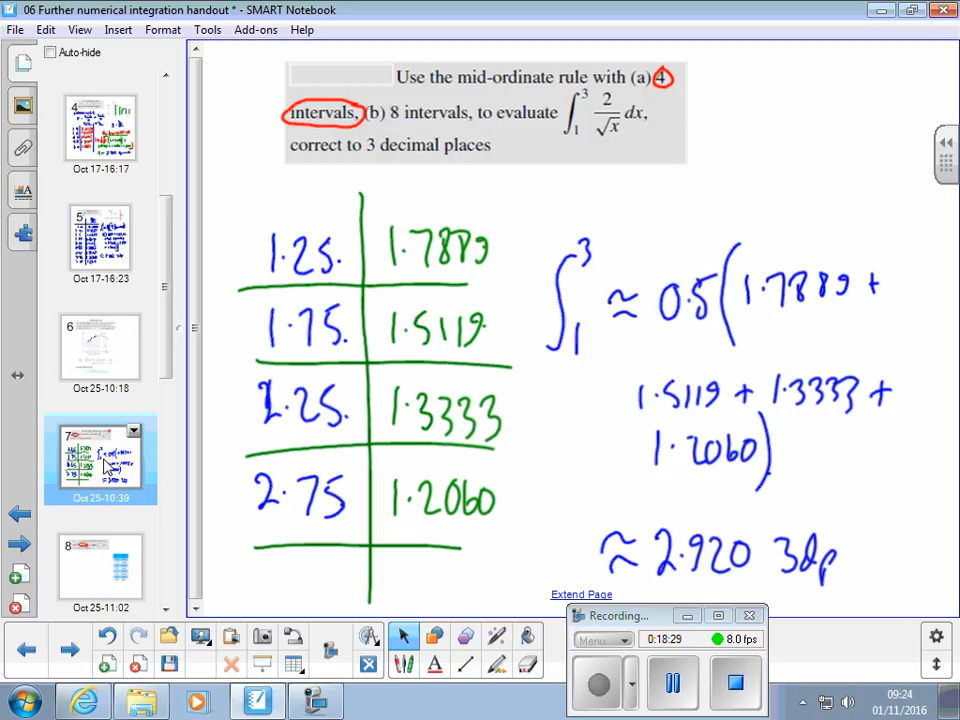 06 Further numerical integration handout * - SMART Notebook
File Edit View Insert Format Tools Add-ons Help
Auto-hide
4
Oct 17-16:17
5
Oct 17-16:23
6
Oct 25-10:18
7
Oct 25-10:39
8
Oct 25-11:02
Use the mid-ordinate rule with (a) 4
intervals, (b) 8 intervals, to evaluate ∫₁³ 2/√x dx,
correct to 3 decimal places
1.25. 1.7889
1.75. 1.5119
2.25. 1.3333
2.75 1.2060
∫₁³ ≈ 0.5(1.7889 +
1.5119 + 1.3333 +
1.2060)
≈ 2.920 3dp
Extend Page
Recording...
Menu
0:18:29
8.0 fps
A
09:24
01/11/2016